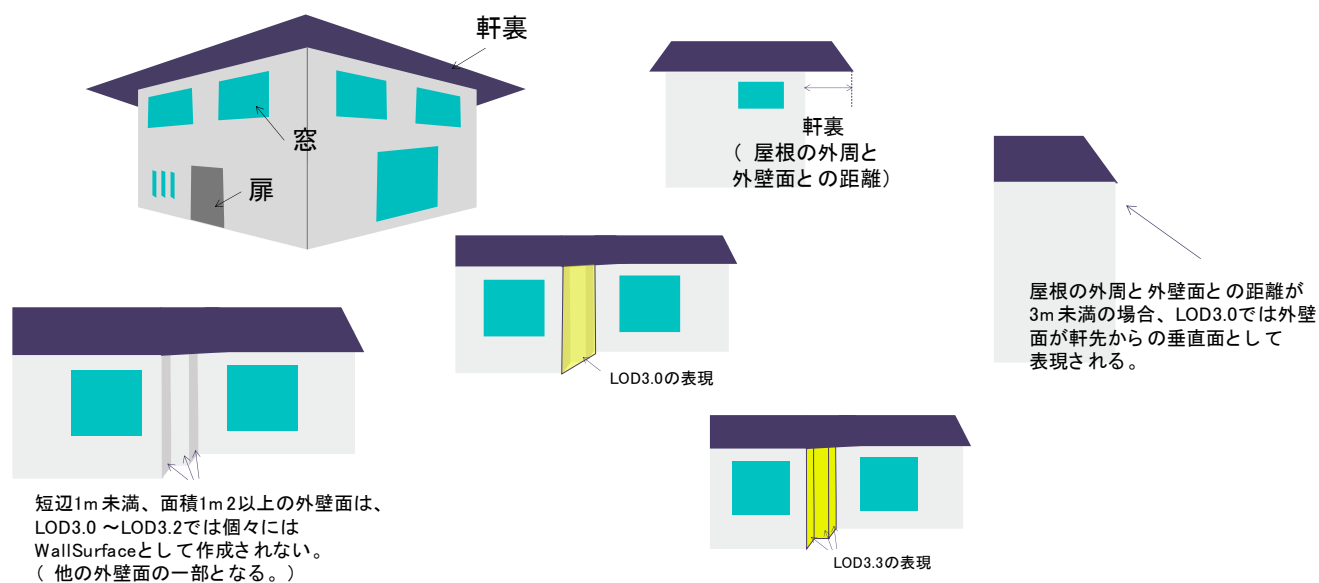 軒裏
窓
扉
軒裏
( 屋根の外周と
外壁面との距離)
屋根の外周と外壁面との距離が
3m未満の場合、LOD3.0では外壁
面が軒先からの垂直面として
表現される。
LOD3.0の表現
短辺1m未満、面積1m2以上の外壁面は、
LOD3.0 ~LOD3.2では個々には
WallSurfaceとして作成されない。
( 他の外壁面の一部となる。)
LOD3.3の表現